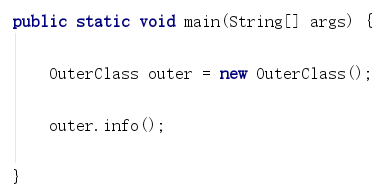 public static void main(String[] args) {
OuterClass outer = new OuterClass();
outer.info();
}